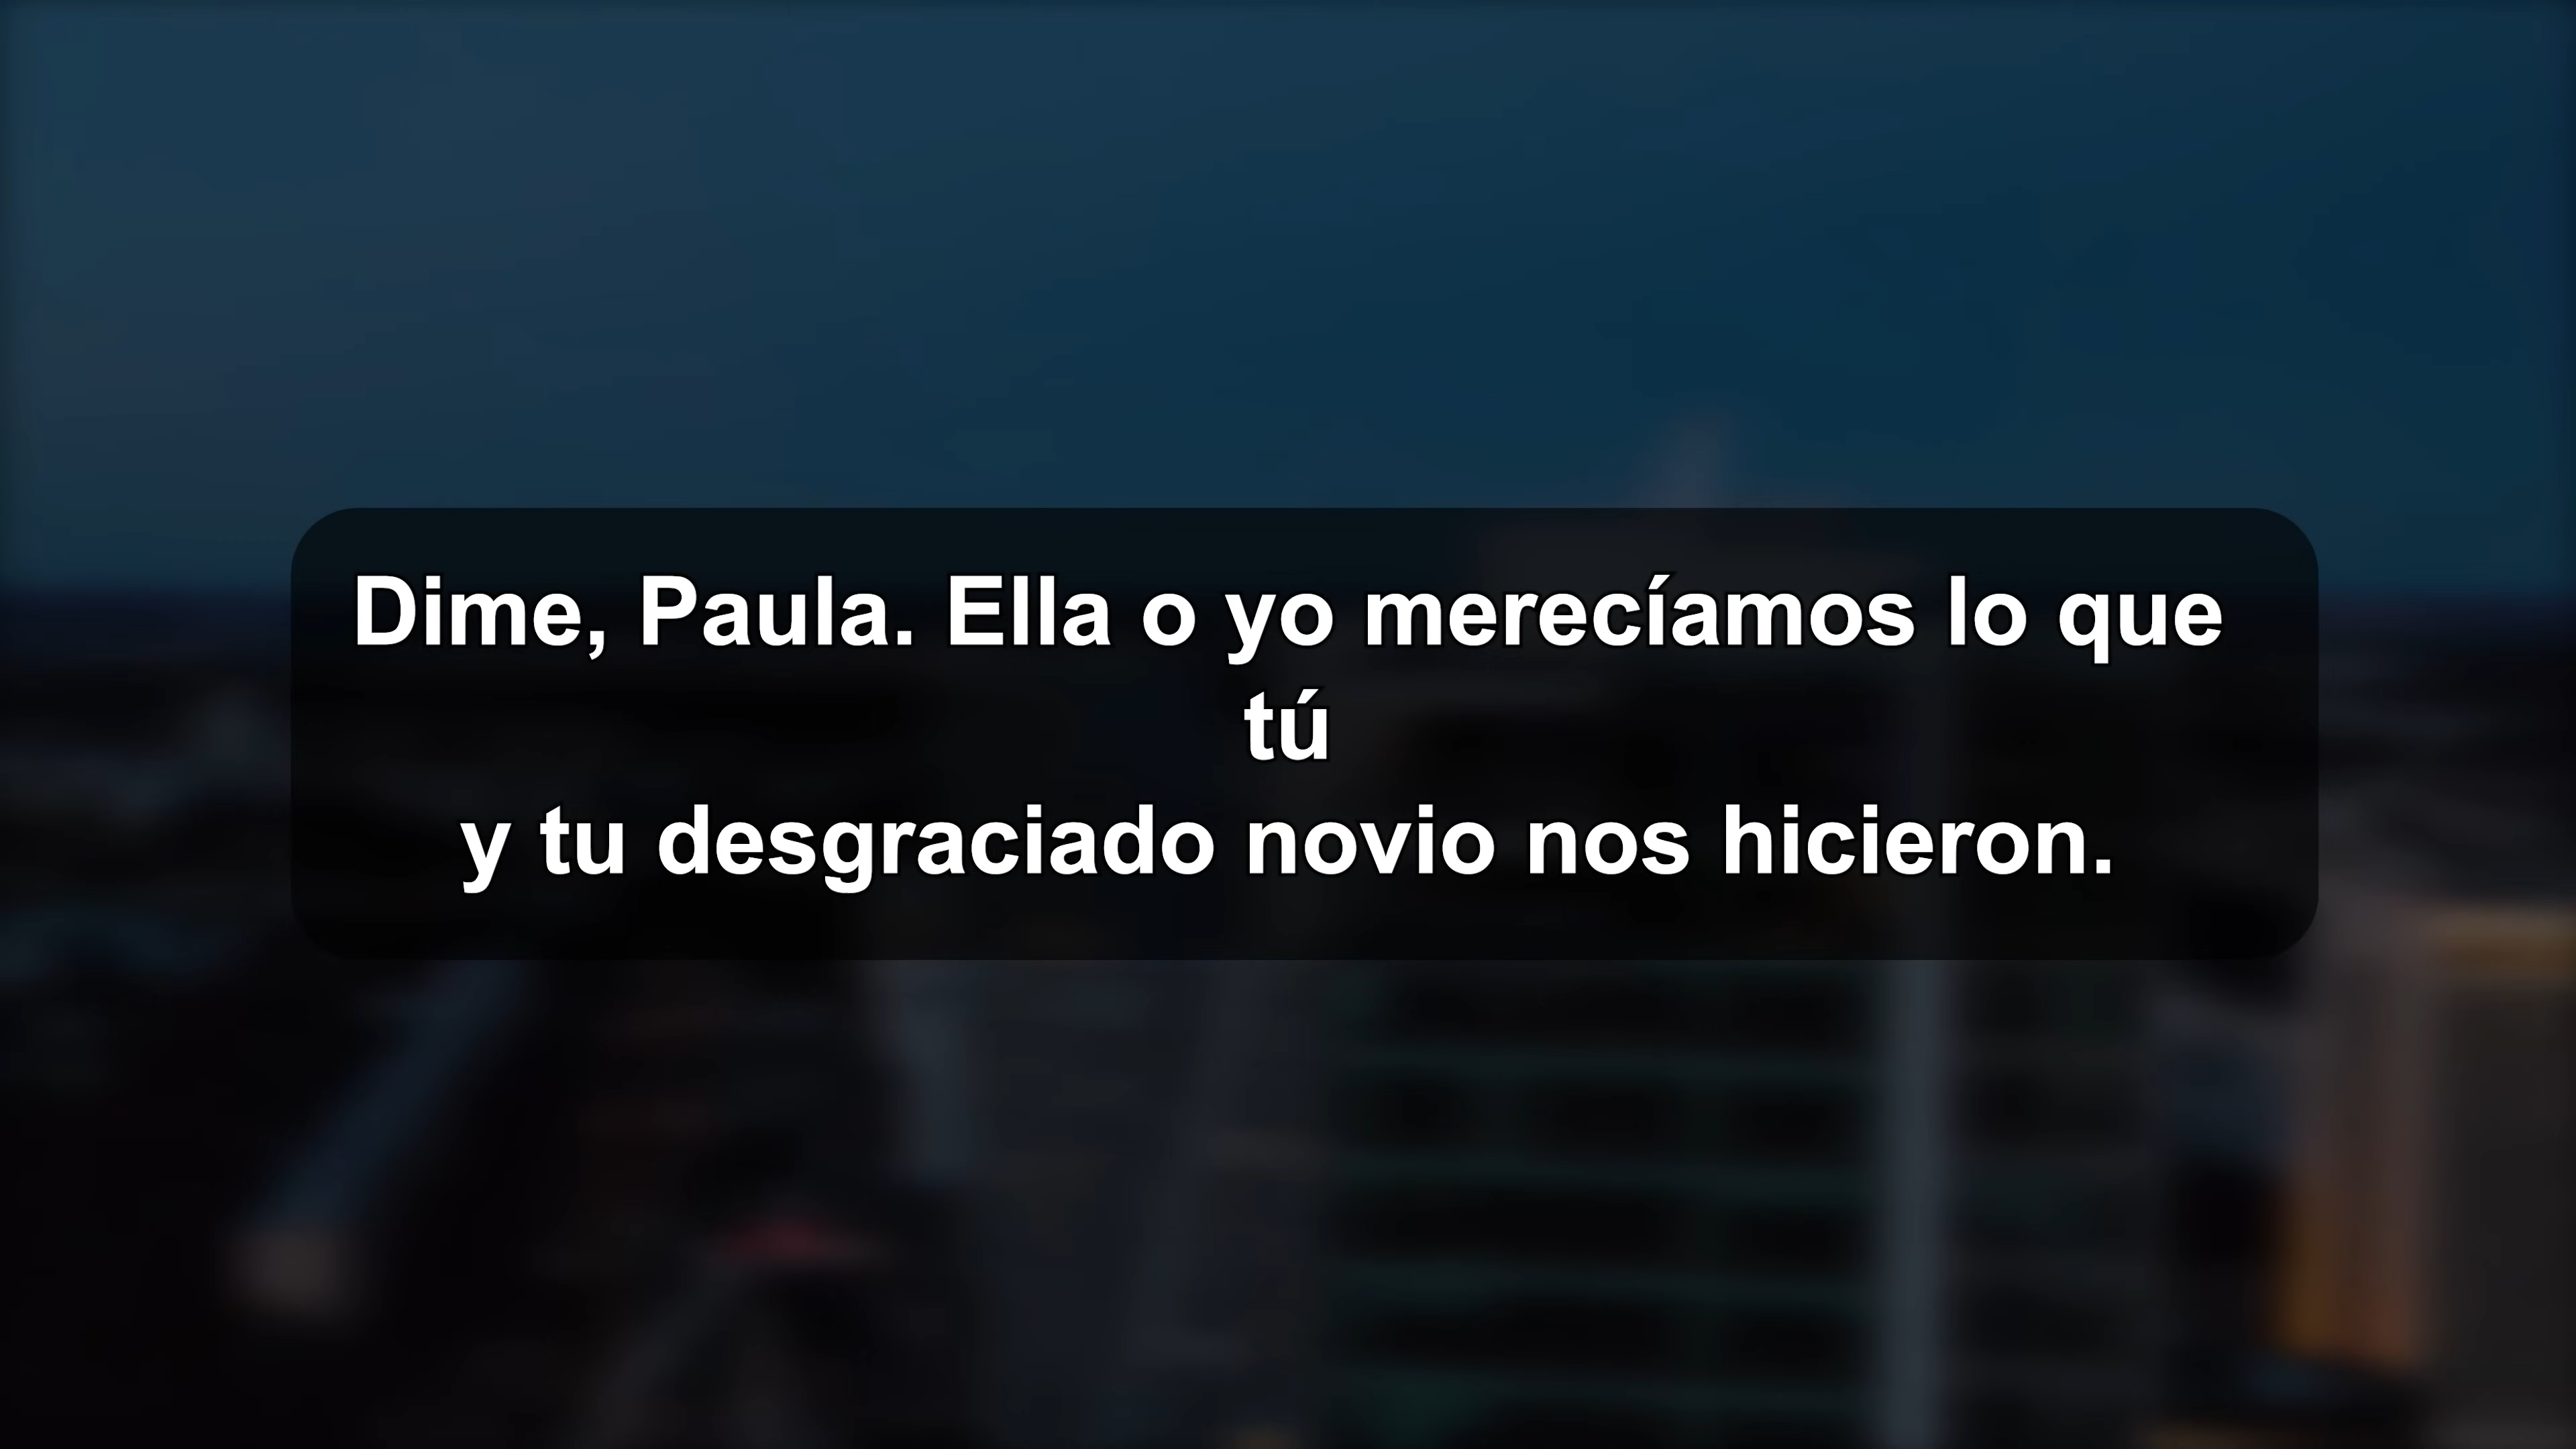 Dime, Paula. Ella o yo merecíamos lo que
tú
y tu desgraciado novio nos hicieron.